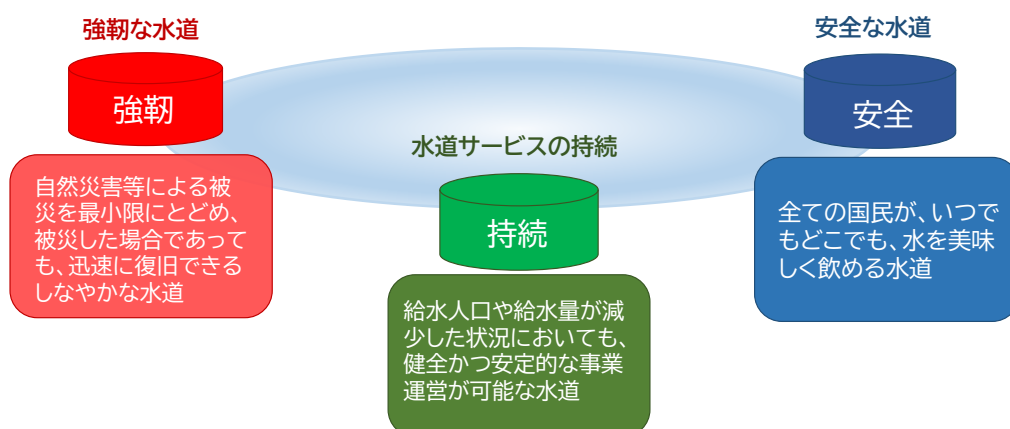 強靭な水道
強靭
自然災害等による被
災を最小限にとどめ、
被災した場合であって
も、迅速に復旧できる
しなやかな水道
水道サービスの持続
持続
給水人口や給水量が減
少した状況においても、
健全かつ安定的な事業
運営が可能な水道
安全な水道
安全
全ての国民が、いつで
もどこでも、水を美味
しく飲める水道